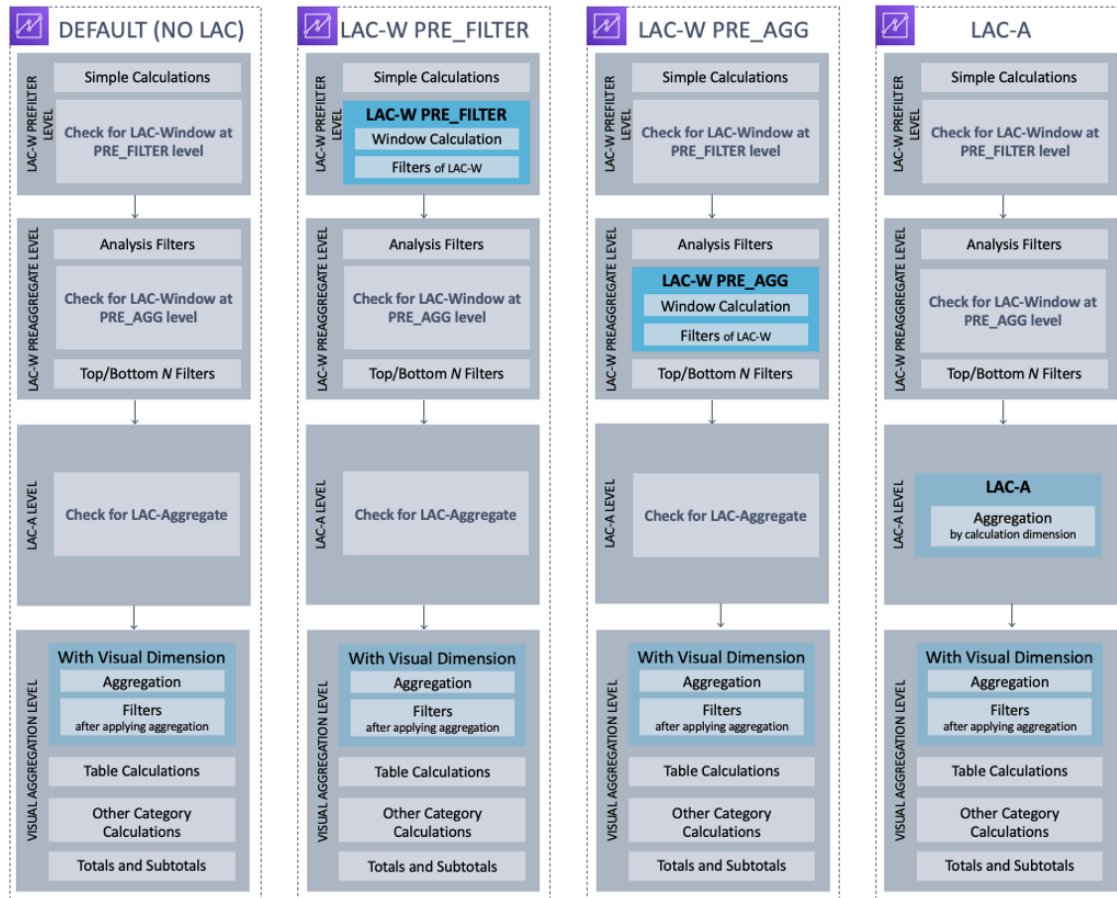 DEFAULT (NO LAC)
LAC-W PREFILTER
LEVEL
Simple Calculations
Check for LAC-Window at
PRE_FILTER level
LAC-W PREAGGREGATE LEVEL
Analysis Filters
Check for LAC-Window at
PRE_AGG level
Top/Bottom N Filters
LAC-A LEVEL
Check for LAC-Aggregate
VISUAL AGGREGATION LEVEL
With Visual Dimension
Aggregation
Filters
after applying aggregation
Table Calculations
Other Category
Calculations
Totals and Subtotals
LAC-W PRE_FILTER
LAC-W PREFILTER
LEVEL
Simple Calculations
LAC-W PRE_FILTER
Window Calculation
Filters of LAC-W
LAC-W PREAGGREGATE LEVEL
Analysis Filters
Check for LAC-Window at
PRE_AGG level
Top/Bottom N Filters
LAC-A LEVEL
Check for LAC-Aggregate
VISUAL AGGREGATION LEVEL
With Visual Dimension
Aggregation
Filters
after applying aggregation
Table Calculations
Other Category
Calculations
Totals and Subtotals
LAC-W PRE_AGG
LAC-W PREFILTER
LEVEL
Simple Calculations
Check for LAC-Window at
PRE_FILTER level
LAC-W PREAGGREGATE LEVEL
Analysis Filters
LAC-W PRE_AGG
Window Calculation
Filters of LAC-W
Top/Bottom N Filters
LAC-A LEVEL
Check for LAC-Aggregate
VISUAL AGGREGATION LEVEL
With Visual Dimension
Aggregation
Filters
after applying aggregation
Table Calculations
Other Category
Calculations
Totals and Subtotals
LAC-A
LAC-W PREFILTER
LEVEL
Simple Calculations
Check for LAC-Window at
PRE_FILTER level
LAC-W PREAGGREGATE LEVEL
Analysis Filters
Check for LAC-Window at
PRE_AGG level
Top/Bottom N Filters
LAC-A LEVEL
LAC-A
Aggregation
by calculation dimension
VISUAL AGGREGATION LEVEL
With Visual Dimension
Aggregation
Filters
after applying aggregation
Table Calculations
Other Category
Calculations
Totals and Subtotals